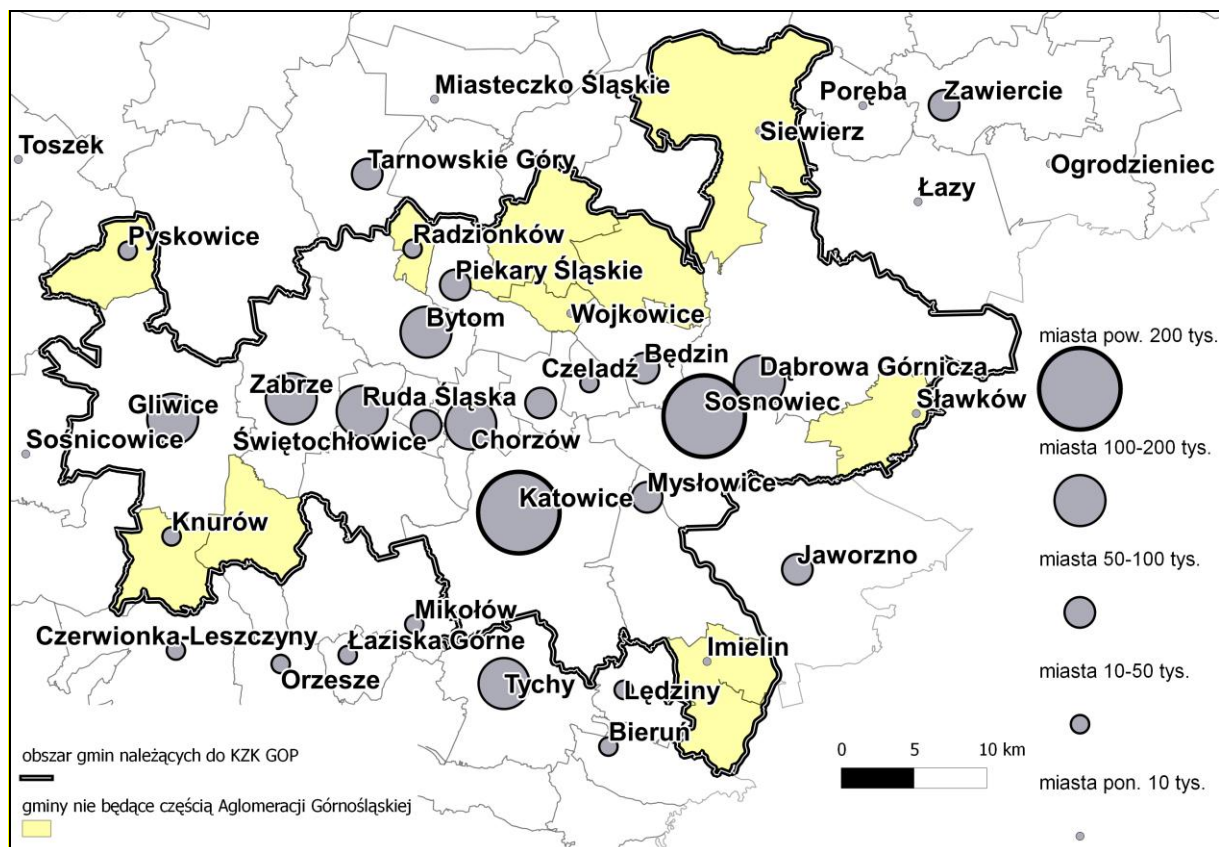 Miasteczko Śląskie
Poręba
Zawiercie
Siewierz
Toszek
Tarnowskie Góry
Ogrodzieniec
Łazy
Pyskowice
Radzionków
Piekary Śląskie
Bytom
Wojkowice
miasta pow. 200 tys.
Czeladź
Będzin
Dąbrowa Górnicza
Zabrze
Ruda Śląska
Sosnowiec
Sławków
Gliwice
Sośnicowice
Świętochłowice
Chorzów
miasta 100-200 tys.
Katowice
Mysłowice
Knurów
Jaworzno
miasta 50-100 tys.
Mikołów
Czerwionka-Leszczyny
Łaziska Górne
Imielin
Orzesze
Tychy
Lędziny
miasta 10-50 tys.
Bieruń
obszar gmin należących do KZK GOP
0 5 10 km
miasta pon. 10 tys.
gminy nie będące częścią Aglomeracji Górnośląskiej